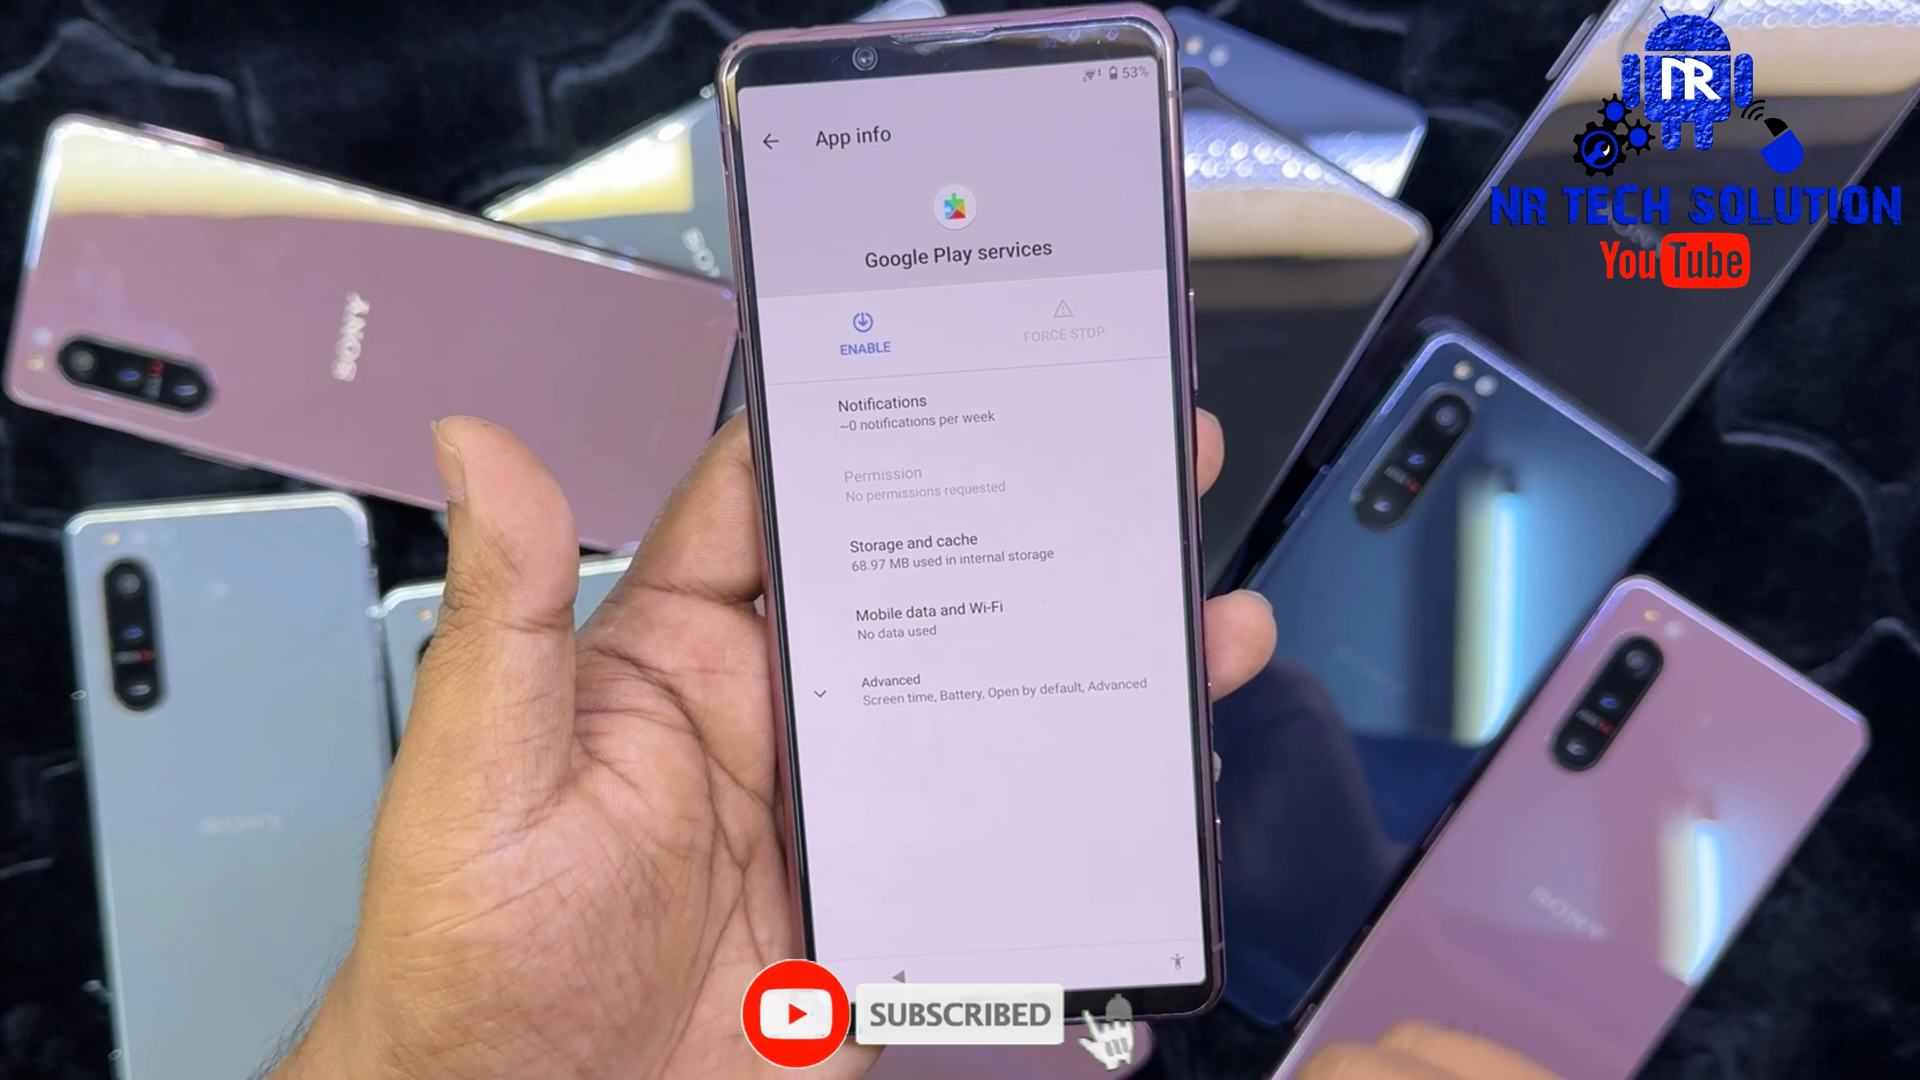 53%
App info
Google Play services
ENABLE
FORCE STOP
Notifications
~0 notifications per week
Permission
No permissions requested
Storage and cache
68.97 MB used in internal storage
Mobile data and Wi-Fi
No data used
Advanced
Screen time, Battery, Open by default, Advanced
NR
NR TECH SOLUTION
YouTube
SONY
SONY
SONY
SUBSCRIBED